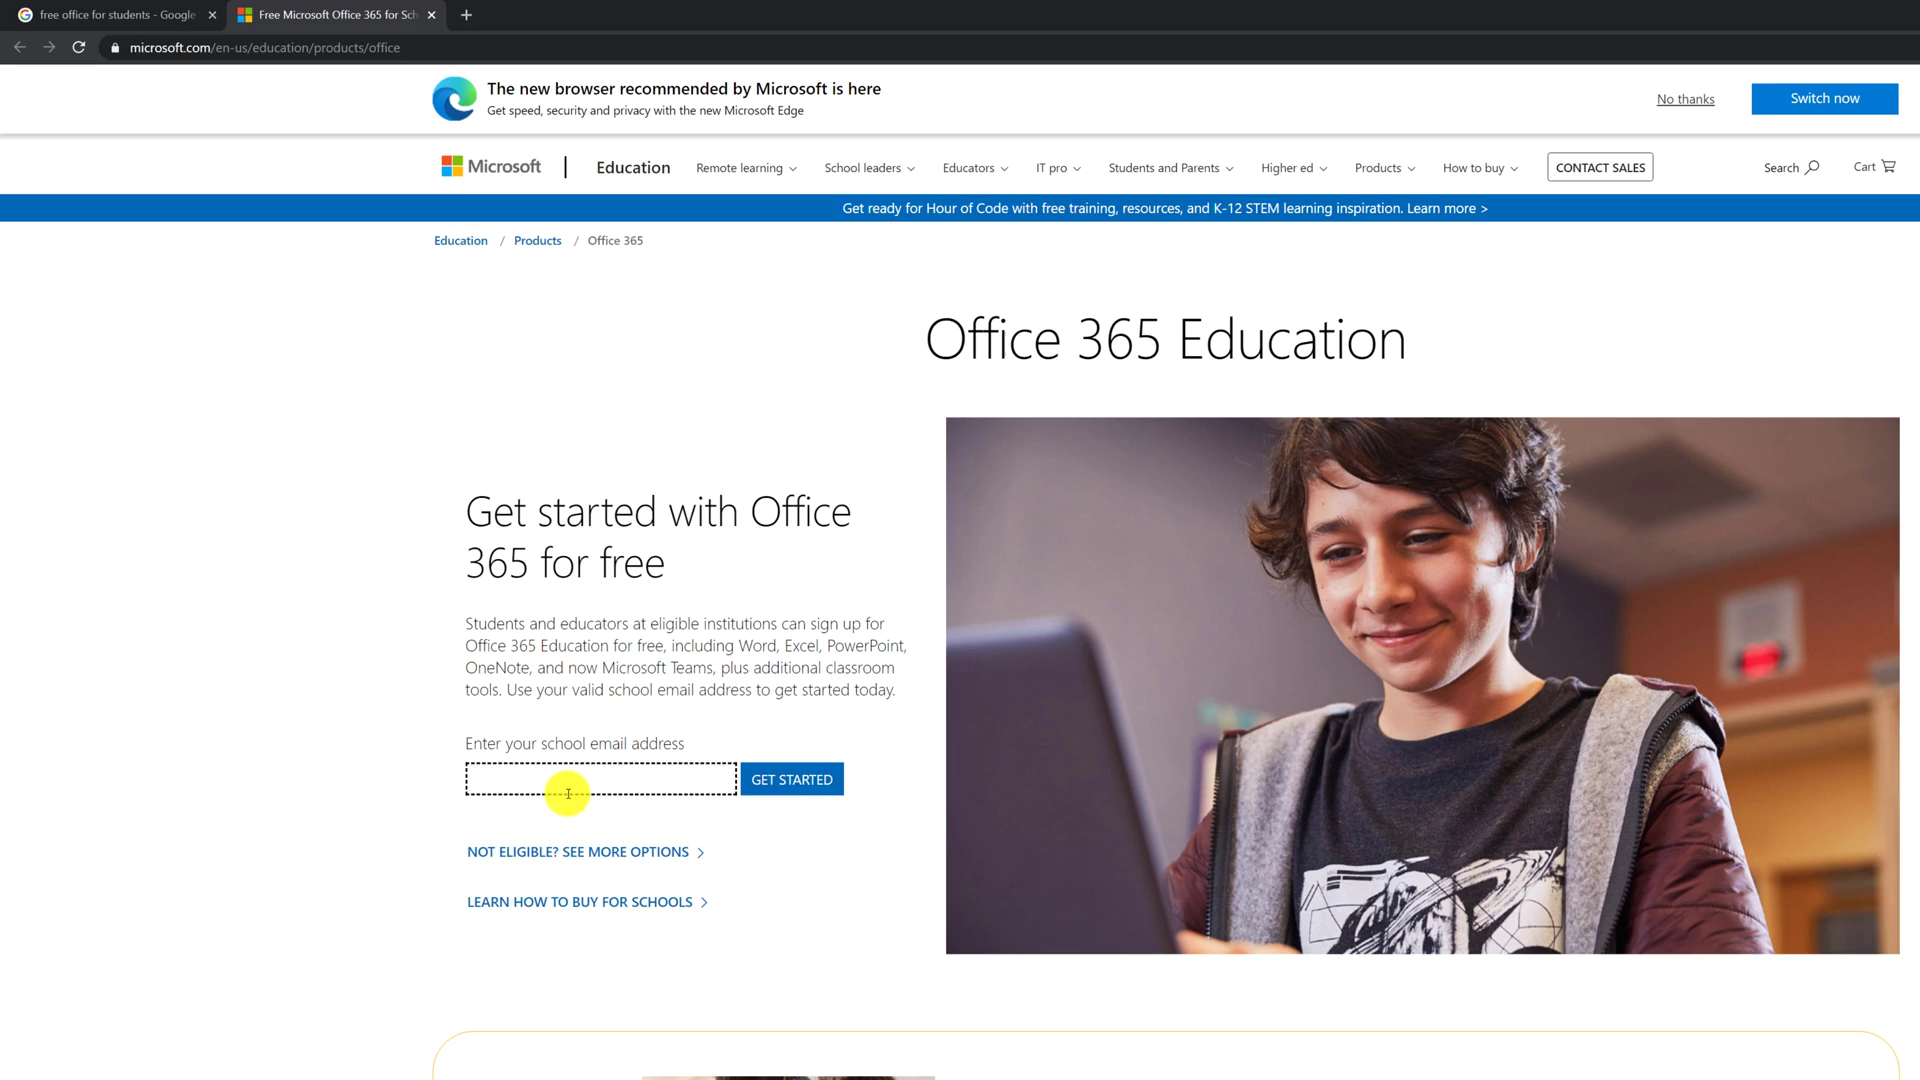 free office for students - Google
Free Microsoft Office 365 for Sch
microsoft.com/en-us/education/products/office
The new browser recommended by Microsoft is here
Get speed, security and privacy with the new Microsoft Edge
No thanks
Switch now
Microsoft
Education
Remote learning
School leaders
Educators
IT pro
Students and Parents
Higher ed
Products
How to buy
CONTACT SALES
Search
Cart
Get ready for Hour of Code with free training, resources, and K-12 STEM learning inspiration. Learn more >
Education / Products / Office 365
Office 365 Education
Get started with Office
365 for free
Students and educators at eligible institutions can sign up for
Office 365 Education for free, including Word, Excel, PowerPoint,
OneNote, and now Microsoft Teams, plus additional classroom
tools. Use your valid school email address to get started today.
Enter your school email address
GET STARTED
NOT ELIGIBLE? SEE MORE OPTIONS
LEARN HOW TO BUY FOR SCHOOLS